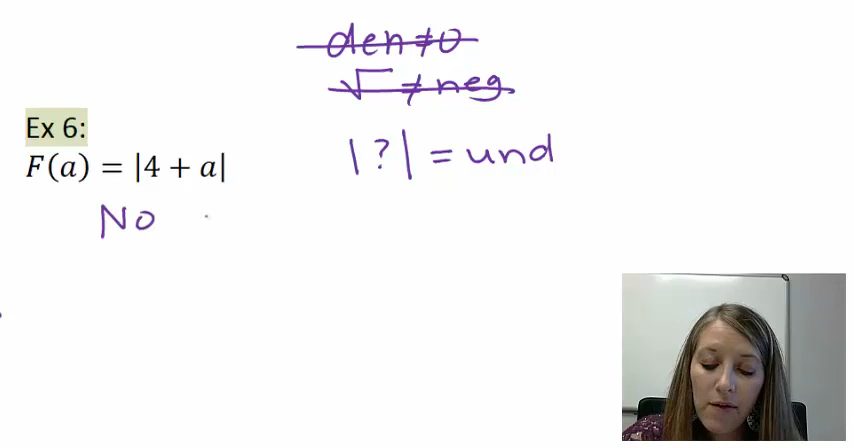 den≠0
√ ≠neg.
Ex 6:
F(a) = |4 + a|
|?| = und
No